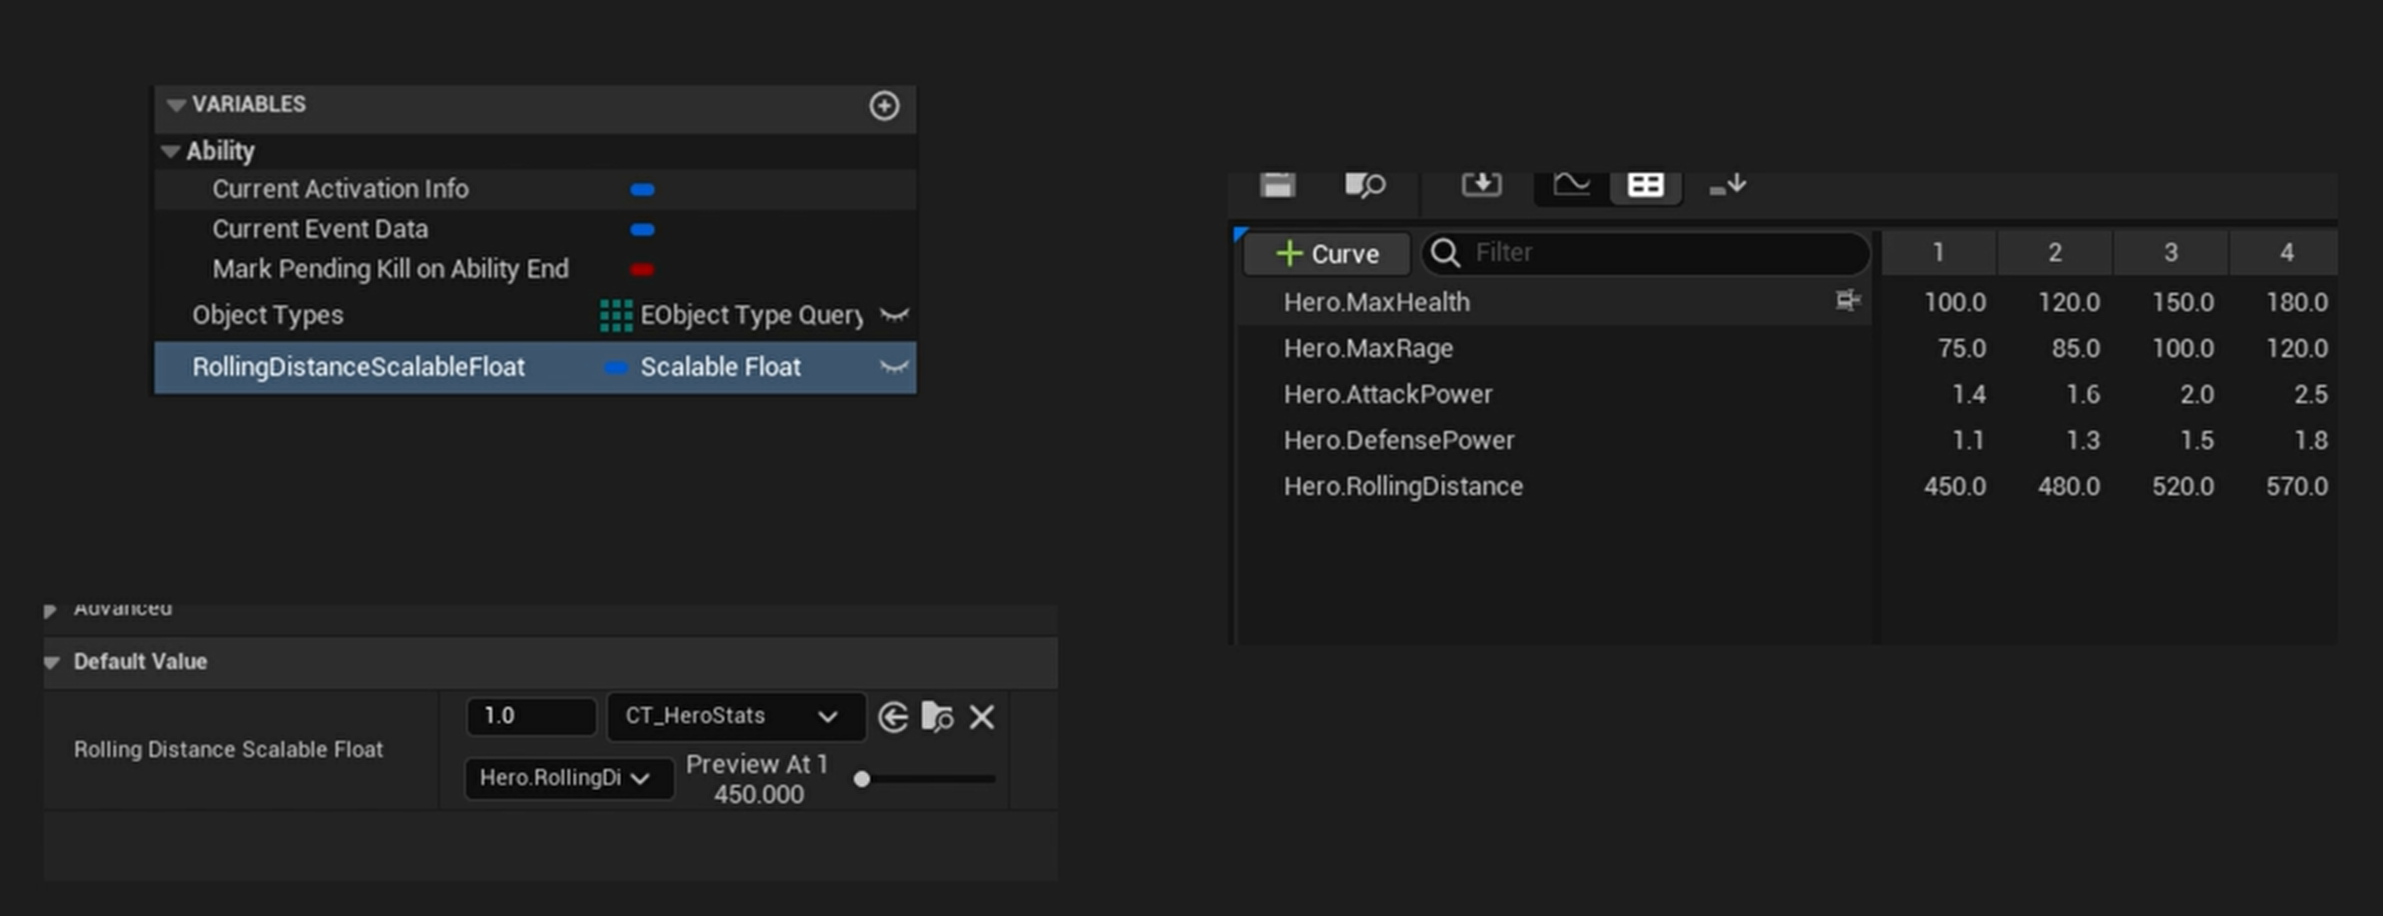 VARIABLES
Ability
Current Activation Info
Current Event Data
Mark Pending Kill on Ability End
Object Types EObject Type Query
RollingDistanceScalableFloat Scalable Float
Curve Filter 1 2 3 4
Hero.MaxHealth 100.0 120.0 150.0 180.0
Hero.MaxRage 75.0 85.0 100.0 120.0
Hero.AttackPower 1.4 1.6 2.0 2.5
Hero.DefensePower 1.1 1.3 1.5 1.8
Hero.RollingDistance 450.0 480.0 520.0 570.0
Advanced
Default Value
Rolling Distance Scalable Float
1.0 CT_HeroStats
Hero.RollingDi Preview At 1
450.000